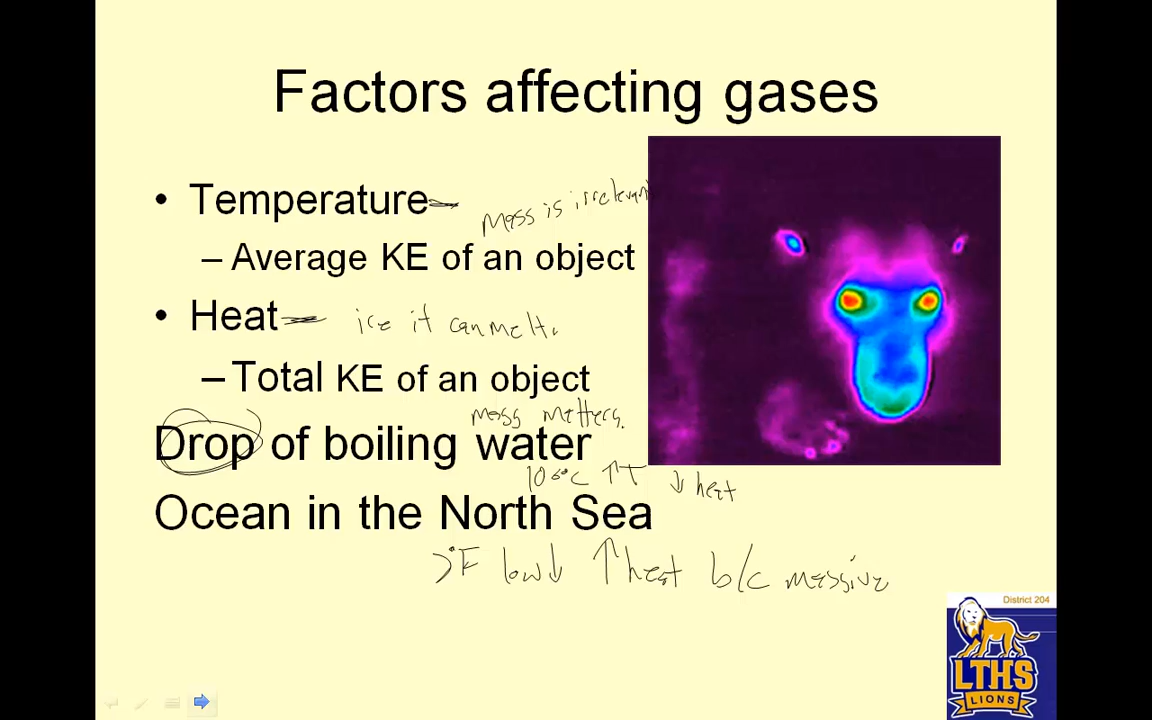 Factors affecting gases
• Temperature
mass is irrelevant
– Average KE of an object
• Heat
ice it can melt.
– Total KE of an object
mass matters.
Drop of boiling water
100°C ↑T ↓ heat
Ocean in the North Sea
°F low ↓ ↑ heat b/c massive
District 204
LTHS
LIONS